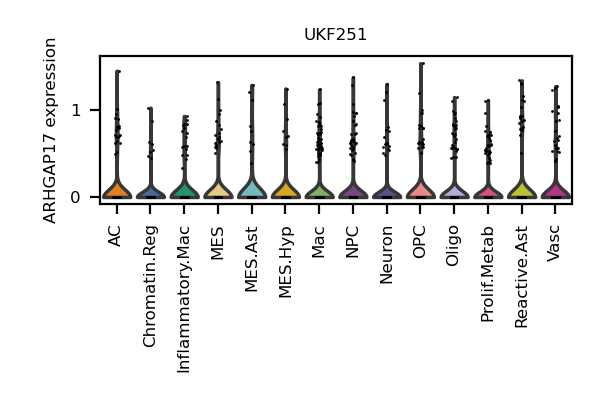 UKF251
ARHGAP17 expression
1
0
AC
Chromatin.Reg
Inflammatory.Mac
MES
MES.Ast
MES.Hyp
Mac
NPC
Neuron
OPC
Oligo
Prolif.Metab
Reactive.Ast
Vasc